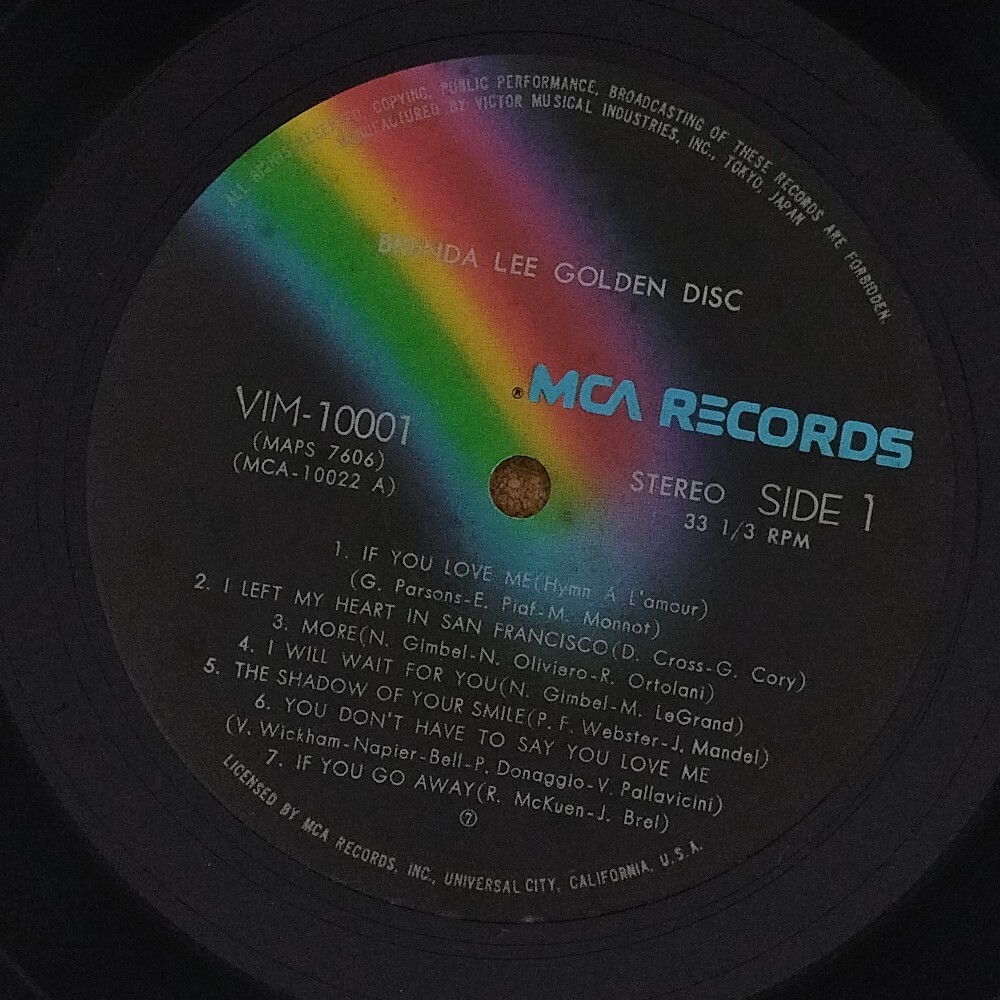 ALL RIGHTS RESERVED. COPYING, PUBLIC PERFORMANCE, BROADCASTING OF THESE RECORDS ARE FORBIDDEN.
MANUFACTURED BY VICTOR MUSICAL INDUSTRIES, INC., TOKYO, JAPAN
BRENDA LEE GOLDEN DISC
® MCA RECORDS
VIM-10001
(MAPS 7606)
(MCA-10022 A)
STEREO SIDE 1
33 1/3 RPM
1. IF YOU LOVE ME(Hymn A L'amour)
(G. Parsons-E. Piaf-M. Monnot)
2. I LEFT MY HEART IN SAN FRANCISCO(D. Cross-G. Cory)
3. MORE(N. Gimbel-N. Oliviero-R. Ortolani)
4. I WILL WAIT FOR YOU(N. Gimbel-M. LeGrand)
5. THE SHADOW OF YOUR SMILE(P. F. Webster-J. Mandel)
6. YOU DON'T HAVE TO SAY YOU LOVE ME
(V. Wickham-Napier-Bell-P. Donaggio-V. Pallavicini)
7. IF YOU GO AWAY(R. McKuen-J. Brel)
⑦
LICENSED BY MCA RECORDS, INC., UNIVERSAL CITY, CALIFORNIA, U.S.A.